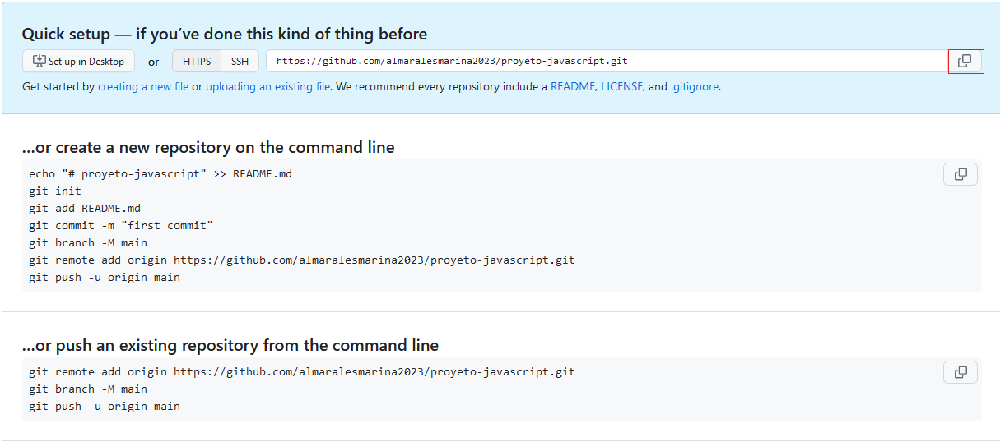 Quick setup — if you’ve done this kind of thing before
Set up in Desktop or HTTPS SSH https://github.com/almaralesmarina2023/proyeto-javascript.git
Get started by creating a new file or uploading an existing file. We recommend every repository include a README, LICENSE, and .gitignore.
…or create a new repository on the command line
echo "# proyeto-javascript" >> README.md
git init
git add README.md
git commit -m "first commit"
git branch -M main
git remote add origin https://github.com/almaralesmarina2023/proyeto-javascript.git
git push -u origin main
…or push an existing repository from the command line
git remote add origin https://github.com/almaralesmarina2023/proyeto-javascript.git
git branch -M main
git push -u origin main